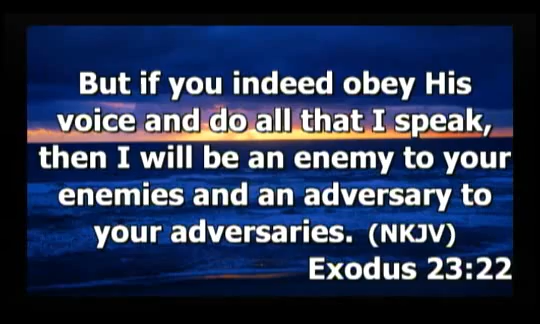 But if you indeed obey His
voice and do all that I speak,
then I will be an enemy to your
enemies and an adversary to
your adversaries. (NKJV)
Exodus 23:22